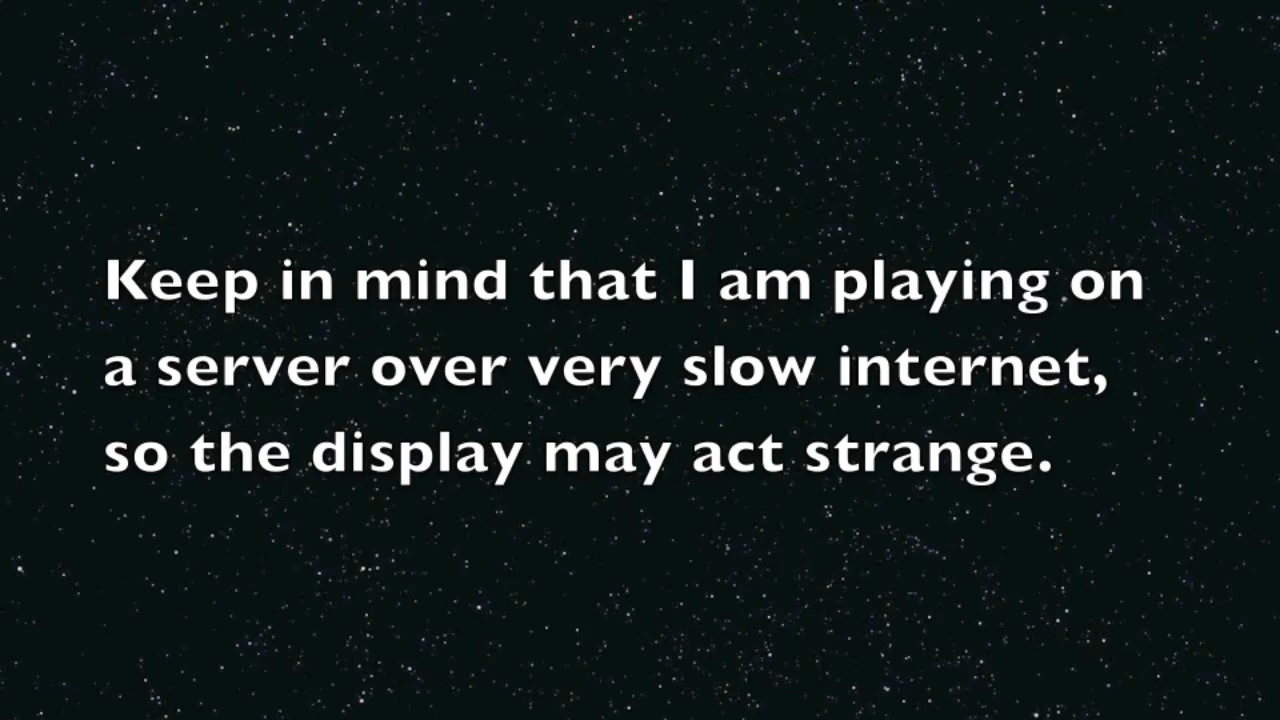 Keep in mind that I am playing on
a server over very slow internet,
so the display may act strange.